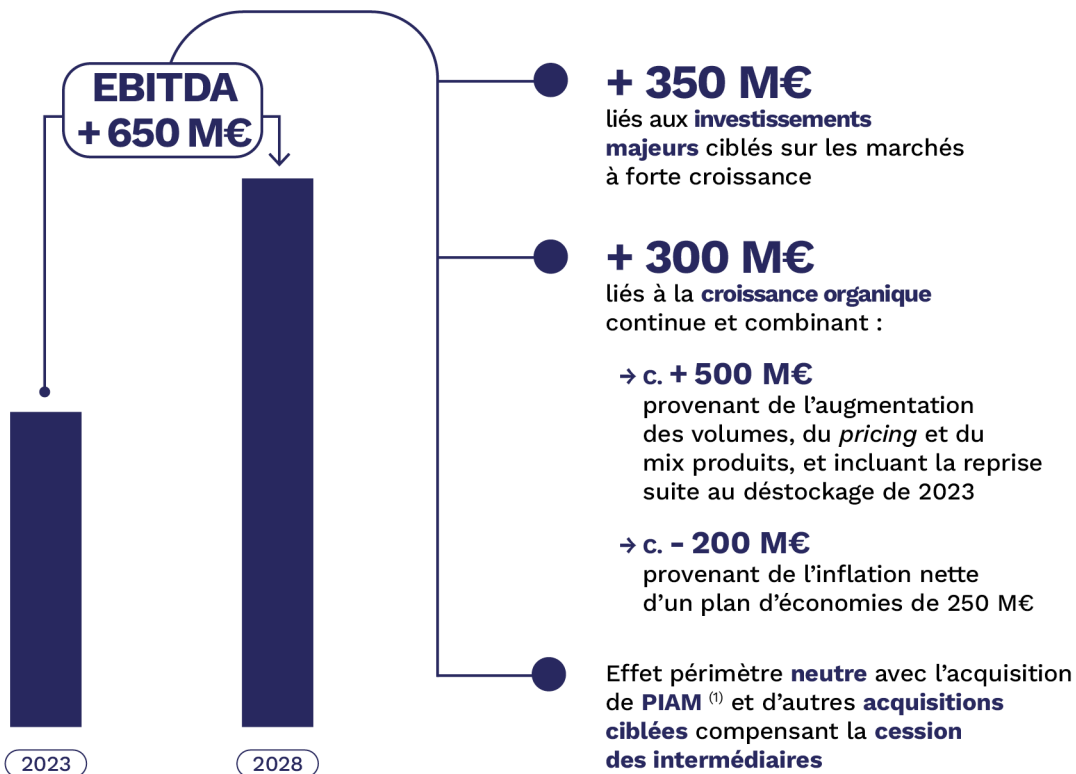 EBITDA
+ 650 M€
2023
2028
+ 350 M€
liés aux investissements
majeurs ciblés sur les marchés
à forte croissance
+ 300 M€
liés à la croissance organique
continue et combinant :
→ c. + 500 M€
provenant de l’augmentation
des volumes, du pricing et du
mix produits, et incluant la reprise
suite au déstockage de 2023
→ c. - 200 M€
provenant de l’inflation nette
d’un plan d’économies de 250 M€
Effet périmètre neutre avec l’acquisition
de PIAM (1) et d’autres acquisitions
ciblées compensant la cession
des intermédiaires